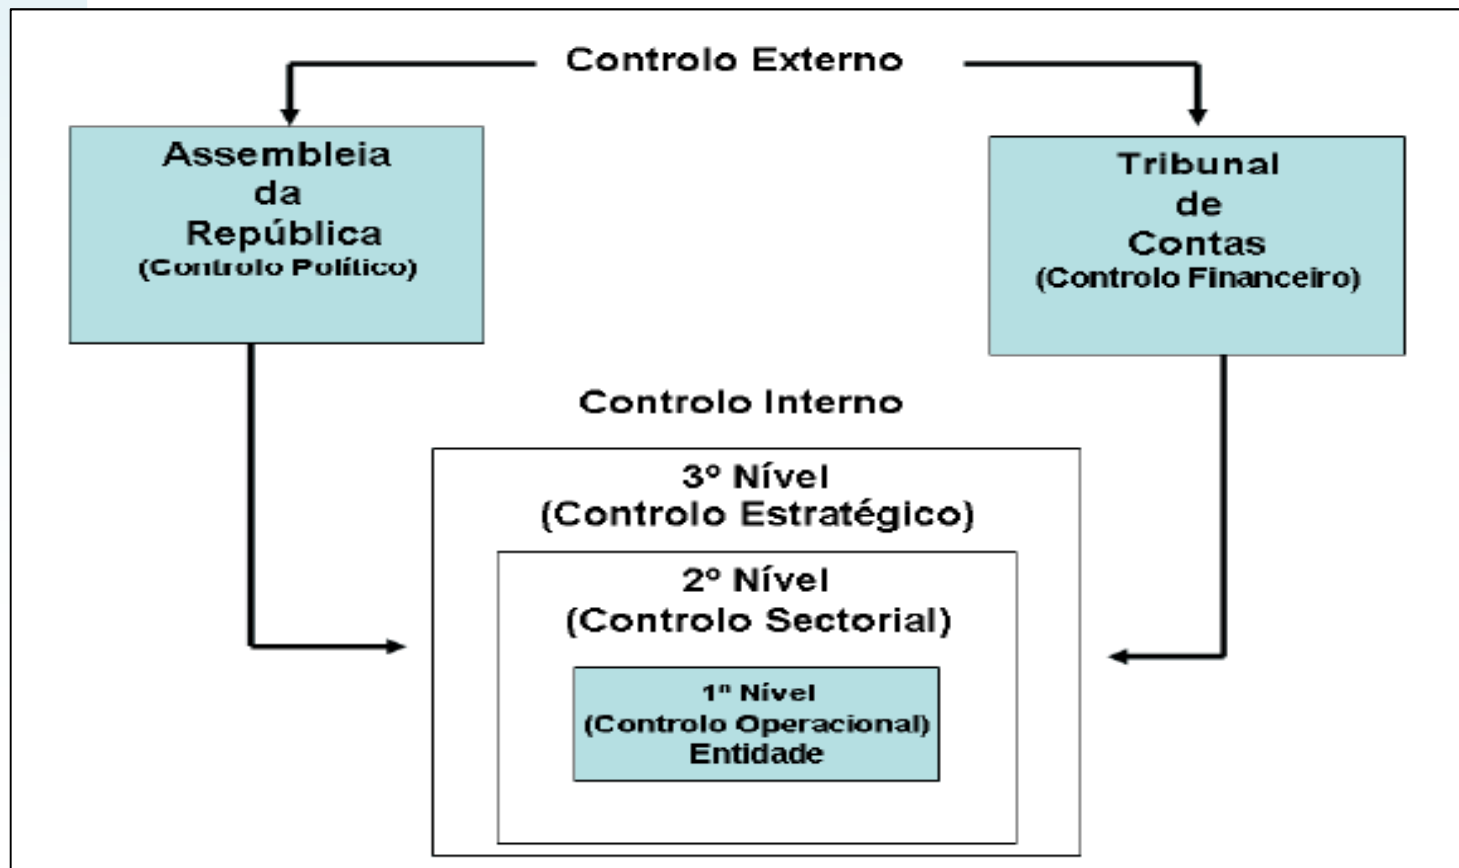 Controlo Externo
Assembleia
da
República
(Controlo Político)
Tribunal
de
Contas
(Controlo Financeiro)
Controlo Interno
3º Nível
(Controlo Estratégico)
2º Nível
(Controlo Sectorial)
1º Nível
(Controlo Operacional)
Entidade